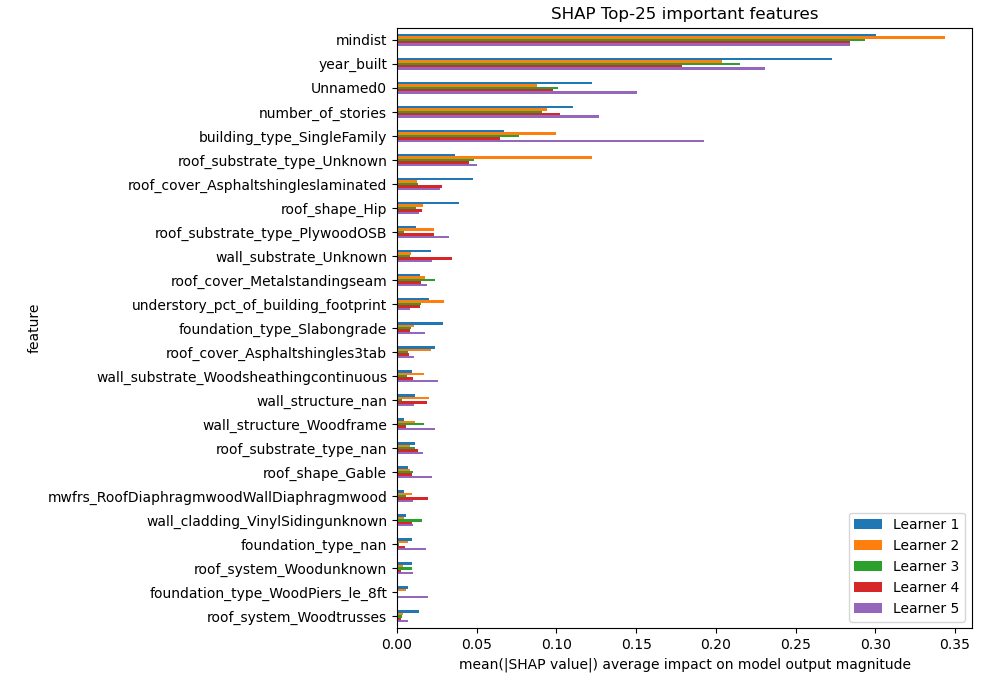 SHAP Top-25 important features
mindist
year_built
Unnamed0
number_of_stories
building_type_SingleFamily
roof_substrate_type_Unknown
roof_cover_Asphaltshingleslaminated
roof_shape_Hip
roof_substrate_type_PlywoodOSB
wall_substrate_Unknown
roof_cover_Metalstandingseam
understory_pct_of_building_footprint
foundation_type_Slabongrade
roof_cover_Asphaltshingles3tab
wall_substrate_Woodsheathingcontinuous
wall_structure_nan
wall_structure_Woodframe
roof_substrate_type_nan
roof_shape_Gable
mwfrs_RoofDiaphragmwoodWallDiaphragmwood
wall_cladding_VinylSidingunknown
foundation_type_nan
roof_system_Woodunknown
foundation_type_WoodPiers_le_8ft
roof_system_Woodtrusses
feature
Learner 1
Learner 2
Learner 3
Learner 4
Learner 5
0.00 0.05 0.10 0.15 0.20 0.25 0.30 0.35
mean(|SHAP value|) average impact on model output magnitude